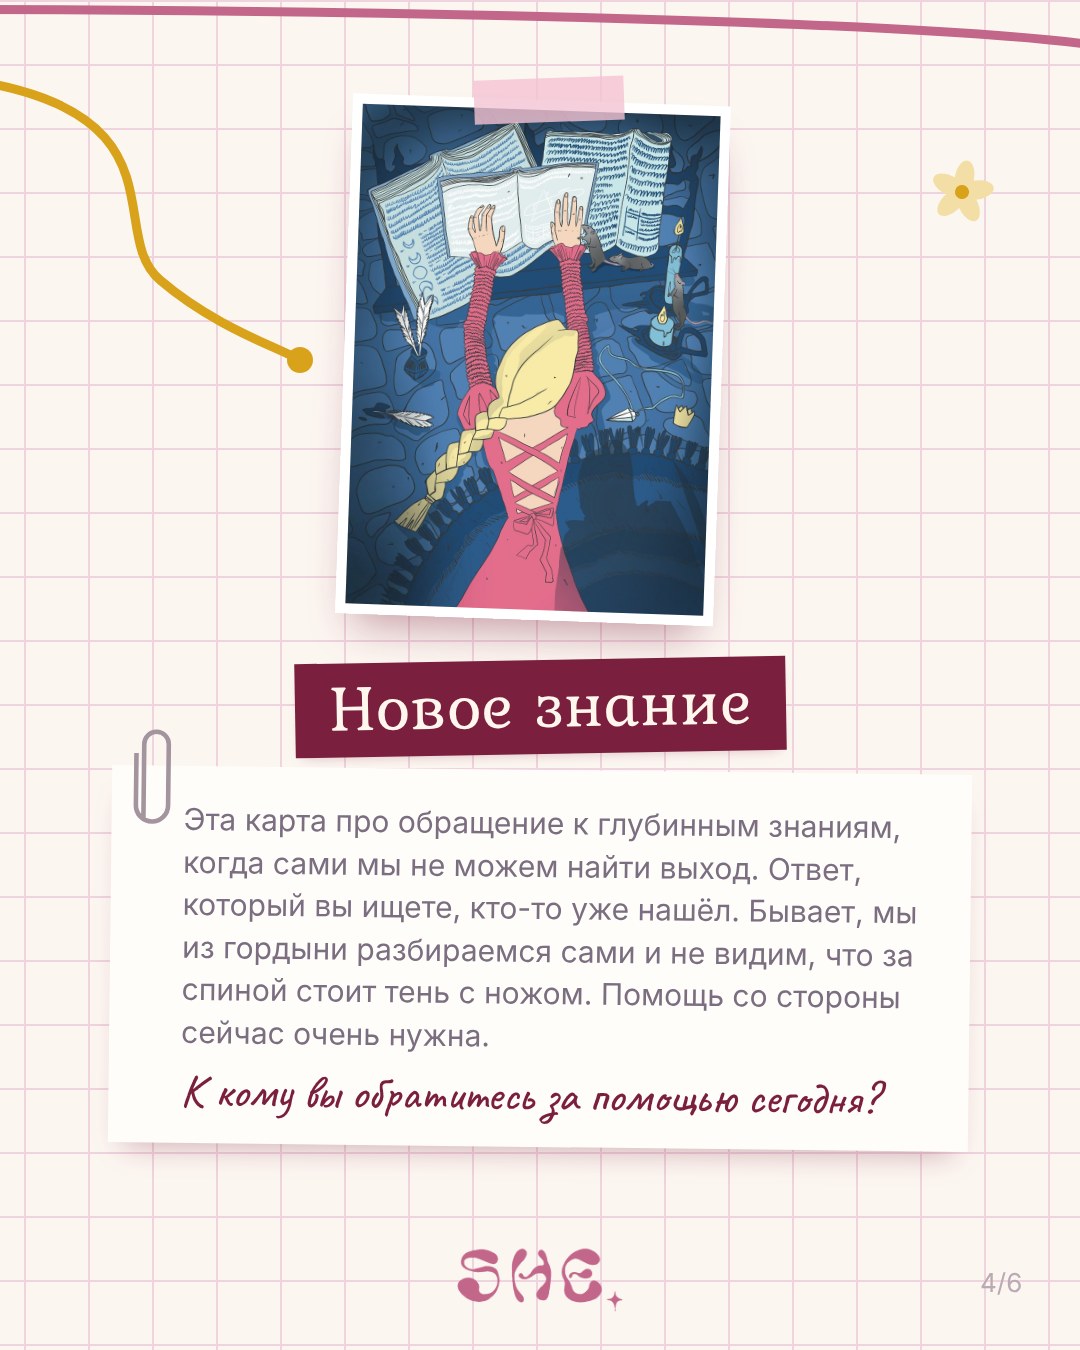 Новое знание
Эта карта про обращение к глубинным знаниям,
когда сами мы не можем найти выход. Ответ,
который вы ищете, кто-то уже нашёл. Бывает, мы
из гордыни разбираемся сами и не видим, что за
спиной стоит тень с ножом. Помощь со стороны
сейчас очень нужна.
К кому вы обратитесь за помощью сегодня?
SHE
4/6